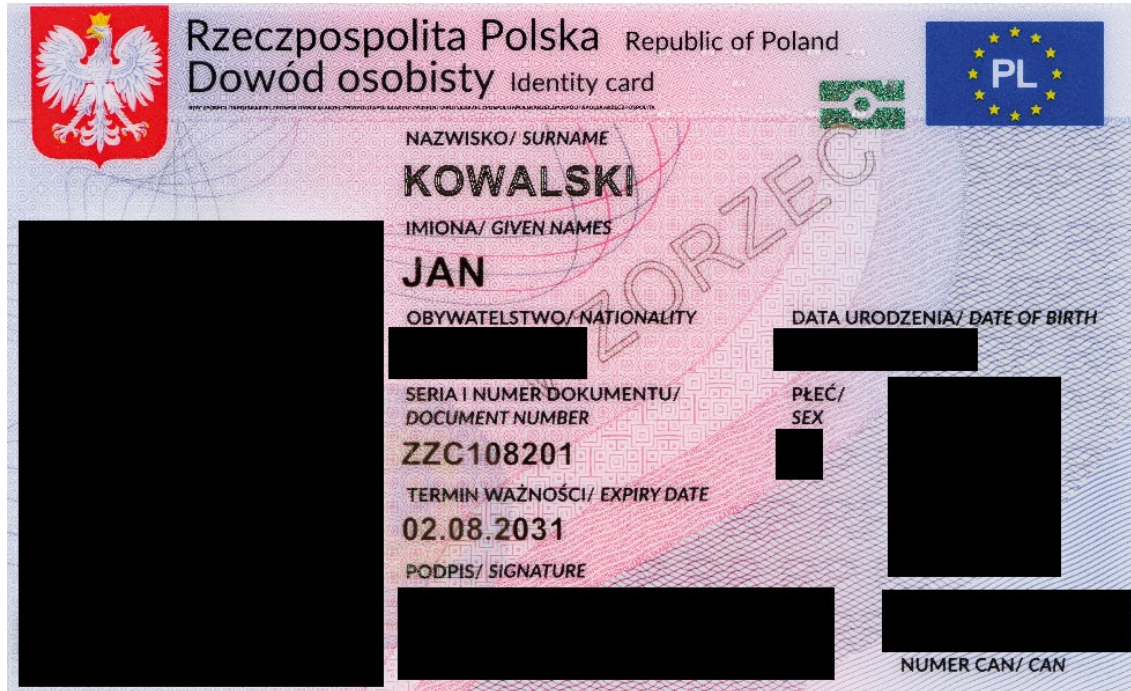 Rzeczpospolita Polska Republic of Poland
Dowód osobisty Identity card
PL
NAZWISKO/ SURNAME
KOWALSKI
IMIONA/ GIVEN NAMES
JAN
OBYWATELSTWO/ NATIONALITY
DATA URODZENIA/ DATE OF BIRTH
SERIA I NUMER DOKUMENTU/
DOCUMENT NUMBER
ZZC108201
PŁEĆ/
SEX
TERMIN WAŻNOŚCI/ EXPIRY DATE
02.08.2031
PODPIS/ SIGNATURE
NUMER CAN/ CAN